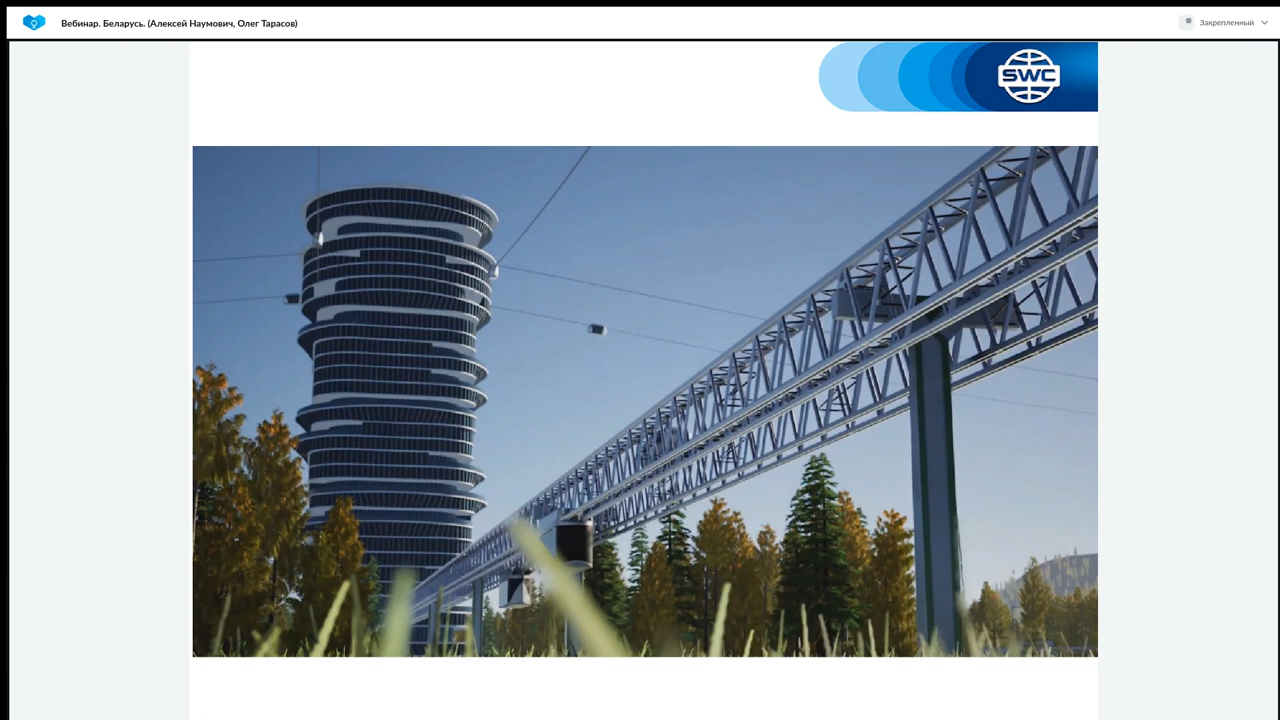 Вебинар. Беларусь. (Алексей Наумович, Олег Тарасов)
Закрепленный
SWC